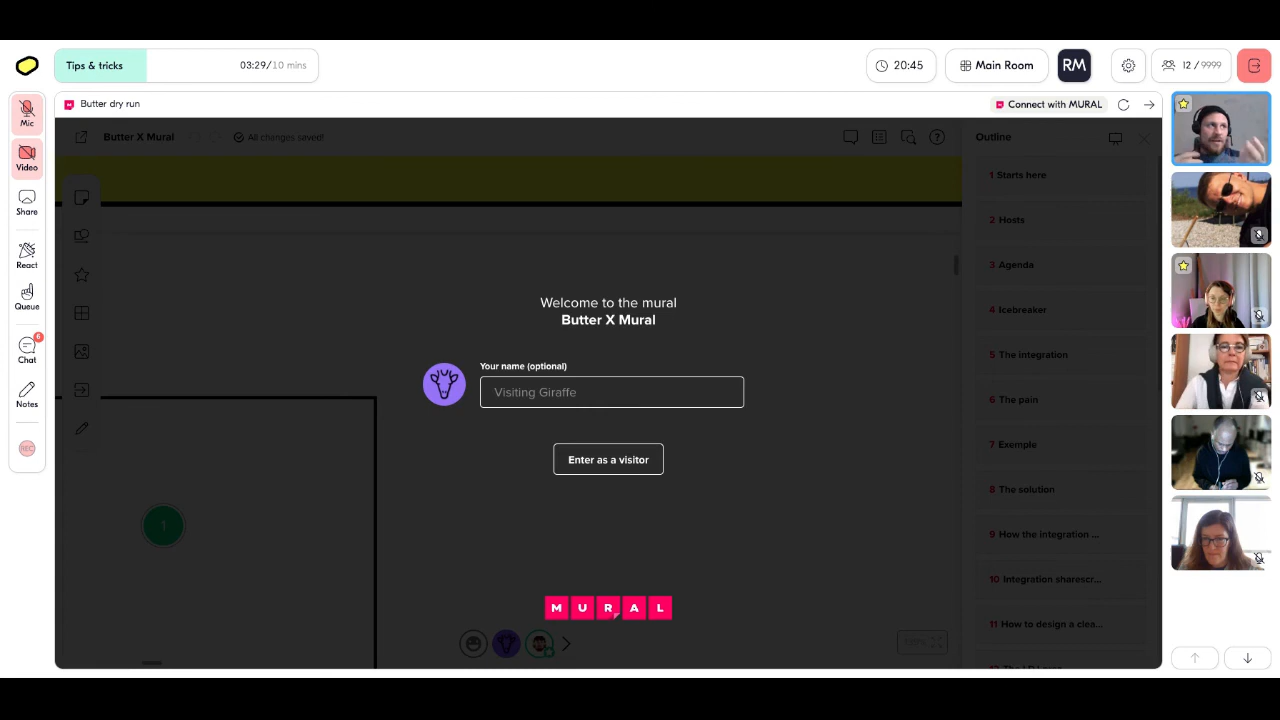 Tips & tricks
03:29/10 mins
20:45
Main Room
RM
12 / 9999
Mic
Video
Share
React
Queue
6
Chat
Notes
REC
Butter dry run
Connect with MURAL
Butter X Mural
All changes saved!
Outline
1 Starts here
2 Hosts
3 Agenda
4 Icebreaker
5 The integration
6 The pain
7 Exemple
8 The solution
9 How the integration ...
10 Integration sharescr...
11 How to design a clea...
Welcome to the mural
Butter X Mural
Your name (optional)
Visiting Giraffe
Enter as a visitor
1
MURAL